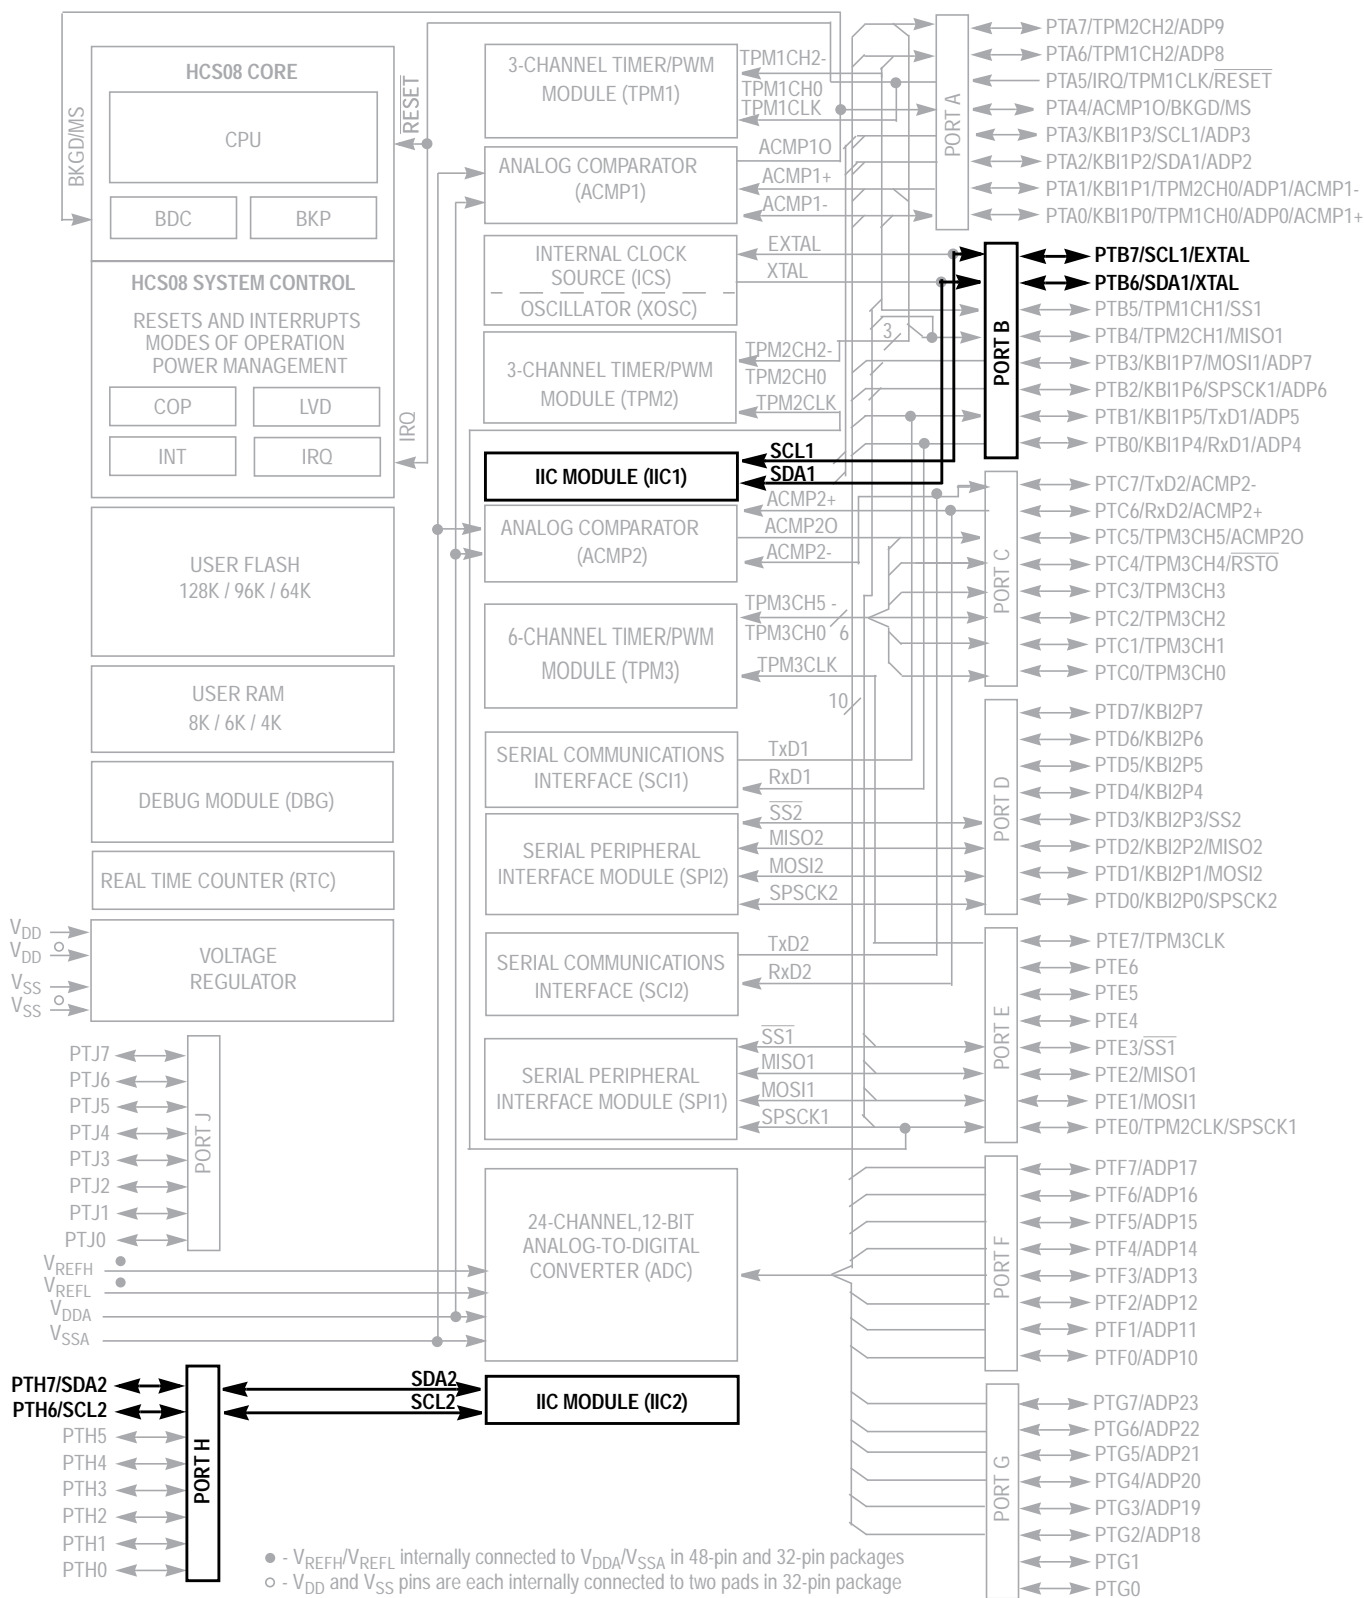 HCS08 CORE
CPU
BDC
BKP
BKGD/MS
RESET
HCS08 SYSTEM CONTROL
RESETS AND INTERRUPTS
MODES OF OPERATION
POWER MANAGEMENT
COP
LVD
INT
IRQ
IRQ
USER FLASH
128K / 96K / 64K
USER RAM
8K / 6K / 4K
DEBUG MODULE (DBG)
REAL TIME COUNTER (RTC)
VDD
VDD
VSS
VSS
VOLTAGE
REGULATOR
PTJ7
PTJ6
PTJ5
PTJ4
PTJ3
PTJ2
PTJ1
PTJ0
PORT J
VREFH
VREFL
VDDA
VSSA
PTH7/SDA2
PTH6/SCL2
PTH5
PTH4
PTH3
PTH2
PTH1
PTH0
PORT H
SDA2
SCL2
3-CHANNEL TIMER/PWM
MODULE (TPM1)
TPM1CH2-
TPM1CH0
TPM1CLK
ANALOG COMPARATOR
(ACMP1)
ACMP1O
ACMP1+
ACMP1-
INTERNAL CLOCK
SOURCE (ICS)
OSCILLATOR (XOSC)
EXTAL
XTAL
3-CHANNEL TIMER/PWM
MODULE (TPM2)
TPM2CH2-
TPM2CH0
TPM2CLK
3
IIC MODULE (IIC1)
SCL1
SDA1
ANALOG COMPARATOR
(ACMP2)
ACMP2+
ACMP2O
ACMP2-
6-CHANNEL TIMER/PWM
MODULE (TPM3)
TPM3CH5 -
TPM3CH0 6
TPM3CLK
10
SERIAL COMMUNICATIONS
INTERFACE (SCI1)
TxD1
RxD1
SERIAL PERIPHERAL
INTERFACE MODULE (SPI2)
SS2
MISO2
MOSI2
SPSCK2
SERIAL COMMUNICATIONS
INTERFACE (SCI2)
TxD2
RxD2
SERIAL PERIPHERAL
INTERFACE MODULE (SPI1)
SS1
MISO1
MOSI1
SPSCK1
24-CHANNEL,12-BIT
ANALOG-TO-DIGITAL
CONVERTER (ADC)
IIC MODULE (IIC2)
PORT A
PTA7/TPM2CH2/ADP9
PTA6/TPM1CH2/ADP8
PTA5/IRQ/TPM1CLK/RESET
PTA4/ACMP1O/BKGD/MS
PTA3/KBI1P3/SCL1/ADP3
PTA2/KBI1P2/SDA1/ADP2
PTA1/KBI1P1/TPM2CH0/ADP1/ACMP1-
PTA0/KBI1P0/TPM1CH0/ADP0/ACMP1+
PORT B
PTB7/SCL1/EXTAL
PTB6/SDA1/XTAL
PTB5/TPM1CH1/SS1
PTB4/TPM2CH1/MISO1
PTB3/KBI1P7/MOSI1/ADP7
PTB2/KBI1P6/SPSCK1/ADP6
PTB1/KBI1P5/TxD1/ADP5
PTB0/KBI1P4/RxD1/ADP4
PORT C
PTC7/TxD2/ACMP2-
PTC6/RxD2/ACMP2+
PTC5/TPM3CH5/ACMP2O
PTC4/TPM3CH4/RSTO
PTC3/TPM3CH3
PTC2/TPM3CH2
PTC1/TPM3CH1
PTC0/TPM3CH0
PORT D
PTD7/KBI2P7
PTD6/KBI2P6
PTD5/KBI2P5
PTD4/KBI2P4
PTD3/KBI2P3/SS2
PTD2/KBI2P2/MISO2
PTD1/KBI2P1/MOSI2
PTD0/KBI2P0/SPSCK2
PORT E
PTE7/TPM3CLK
PTE6
PTE5
PTE4
PTE3/SS1
PTE2/MISO1
PTE1/MOSI1
PTE0/TPM2CLK/SPSCK1
PORT F
PTF7/ADP17
PTF6/ADP16
PTF5/ADP15
PTF4/ADP14
PTF3/ADP13
PTF2/ADP12
PTF1/ADP11
PTF0/ADP10
PORT G
PTG7/ADP23
PTG6/ADP22
PTG5/ADP21
PTG4/ADP20
PTG3/ADP19
PTG2/ADP18
PTG1
PTG0
● - VREFH/VREFL internally connected to VDDA/VSSA in 48-pin and 32-pin packages
○ - VDD and VSS pins are each internally connected to two pads in 32-pin package